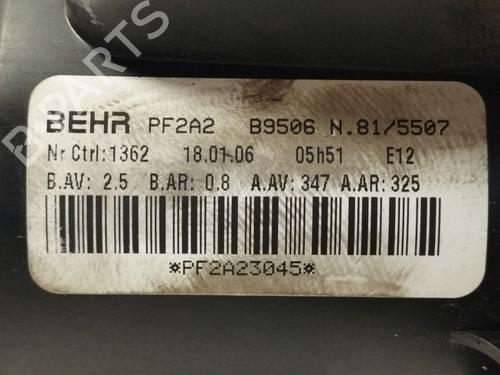 BEHR PF2A2 B9506 N.81/5507
Nr Ctrl:1362 18.01.06 05h51 E12
B.AV: 2.5 B.AR: 0.8 A.AV: 347 A.AR: 325
*PF2A23045*